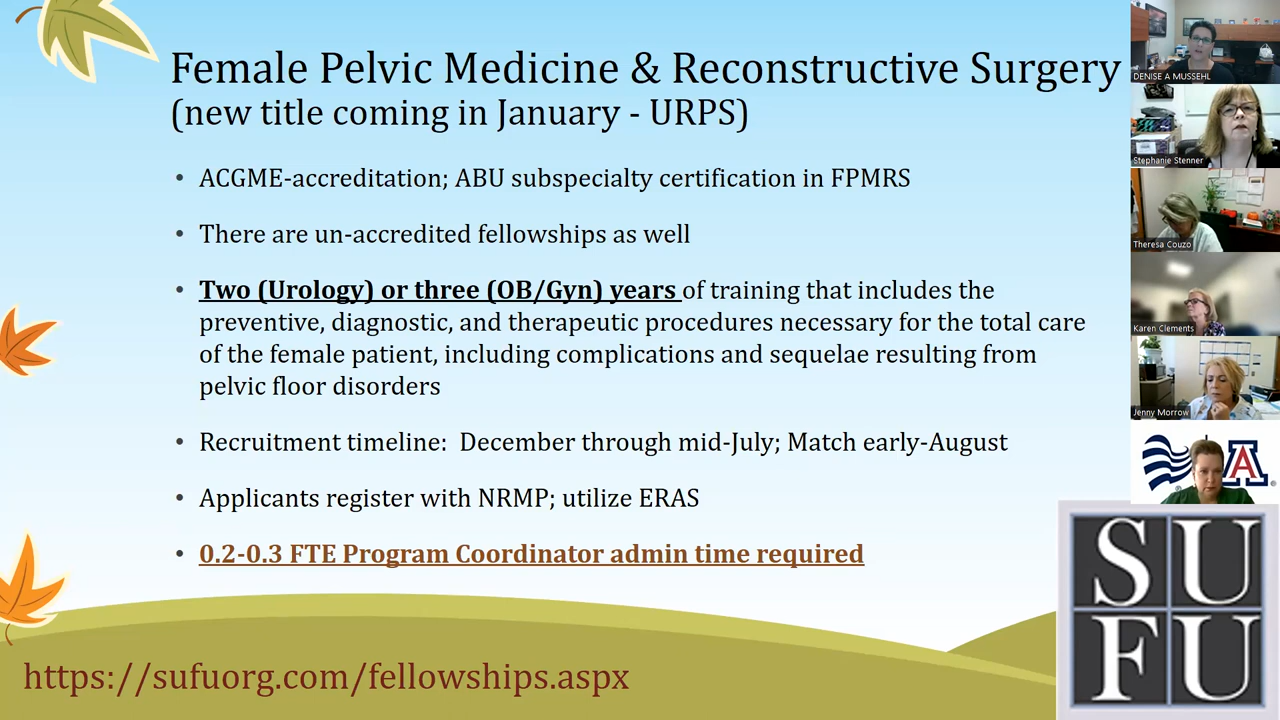 Female Pelvic Medicine & Reconstructive Surgery
(new title coming in January - URPS)
• ACGME-accreditation; ABU subspecialty certification in FPMRS
• There are un-accredited fellowships as well
• Two (Urology) or three (OB/Gyn) years of training that includes the
preventive, diagnostic, and therapeutic procedures necessary for the total care
of the female patient, including complications and sequelae resulting from
pelvic floor disorders
• Recruitment timeline:  December through mid-July; Match early-August
• Applicants register with NRMP; utilize ERAS
• 0.2-0.3 FTE Program Coordinator admin time required
https://sufuorg.com/fellowships.aspx
DENISE A MUSSEHL
Stephanie Stenner
Theresa Couzo
Karen Clements
Jenny Morrow
A
SU
FU